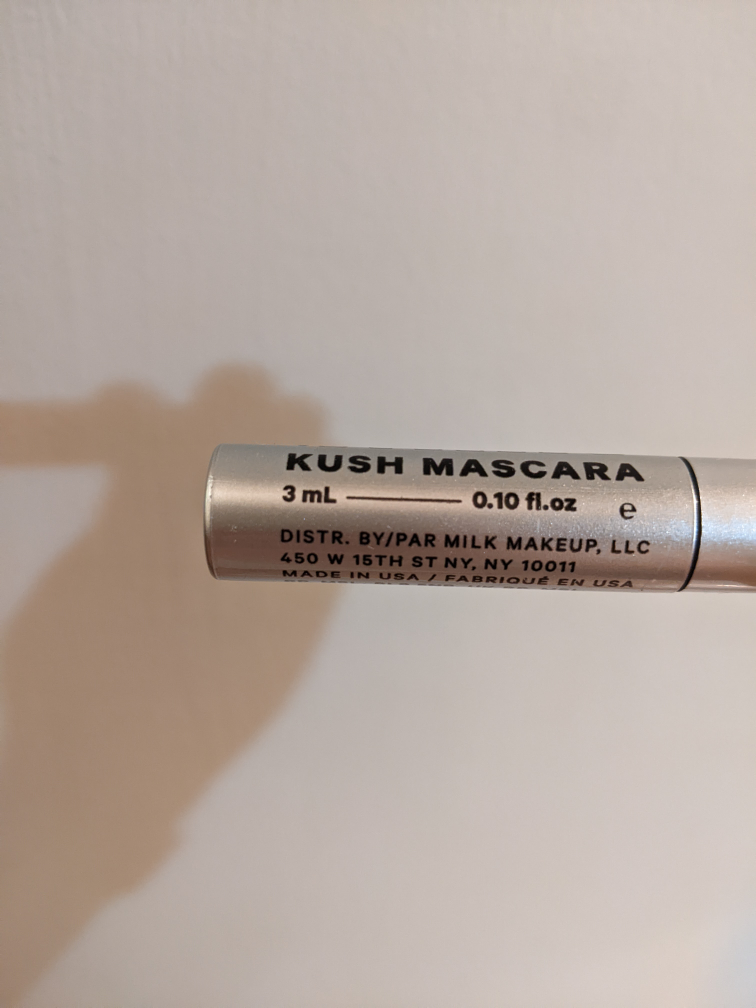 KUSH MASCARA
3 mL 0.10 fl.oz e
DISTR. BY/PAR MILK MAKEUP, LLC
450 W 15TH ST NY, NY 10011
MADE IN USA / FABRIQUÉ EN USA